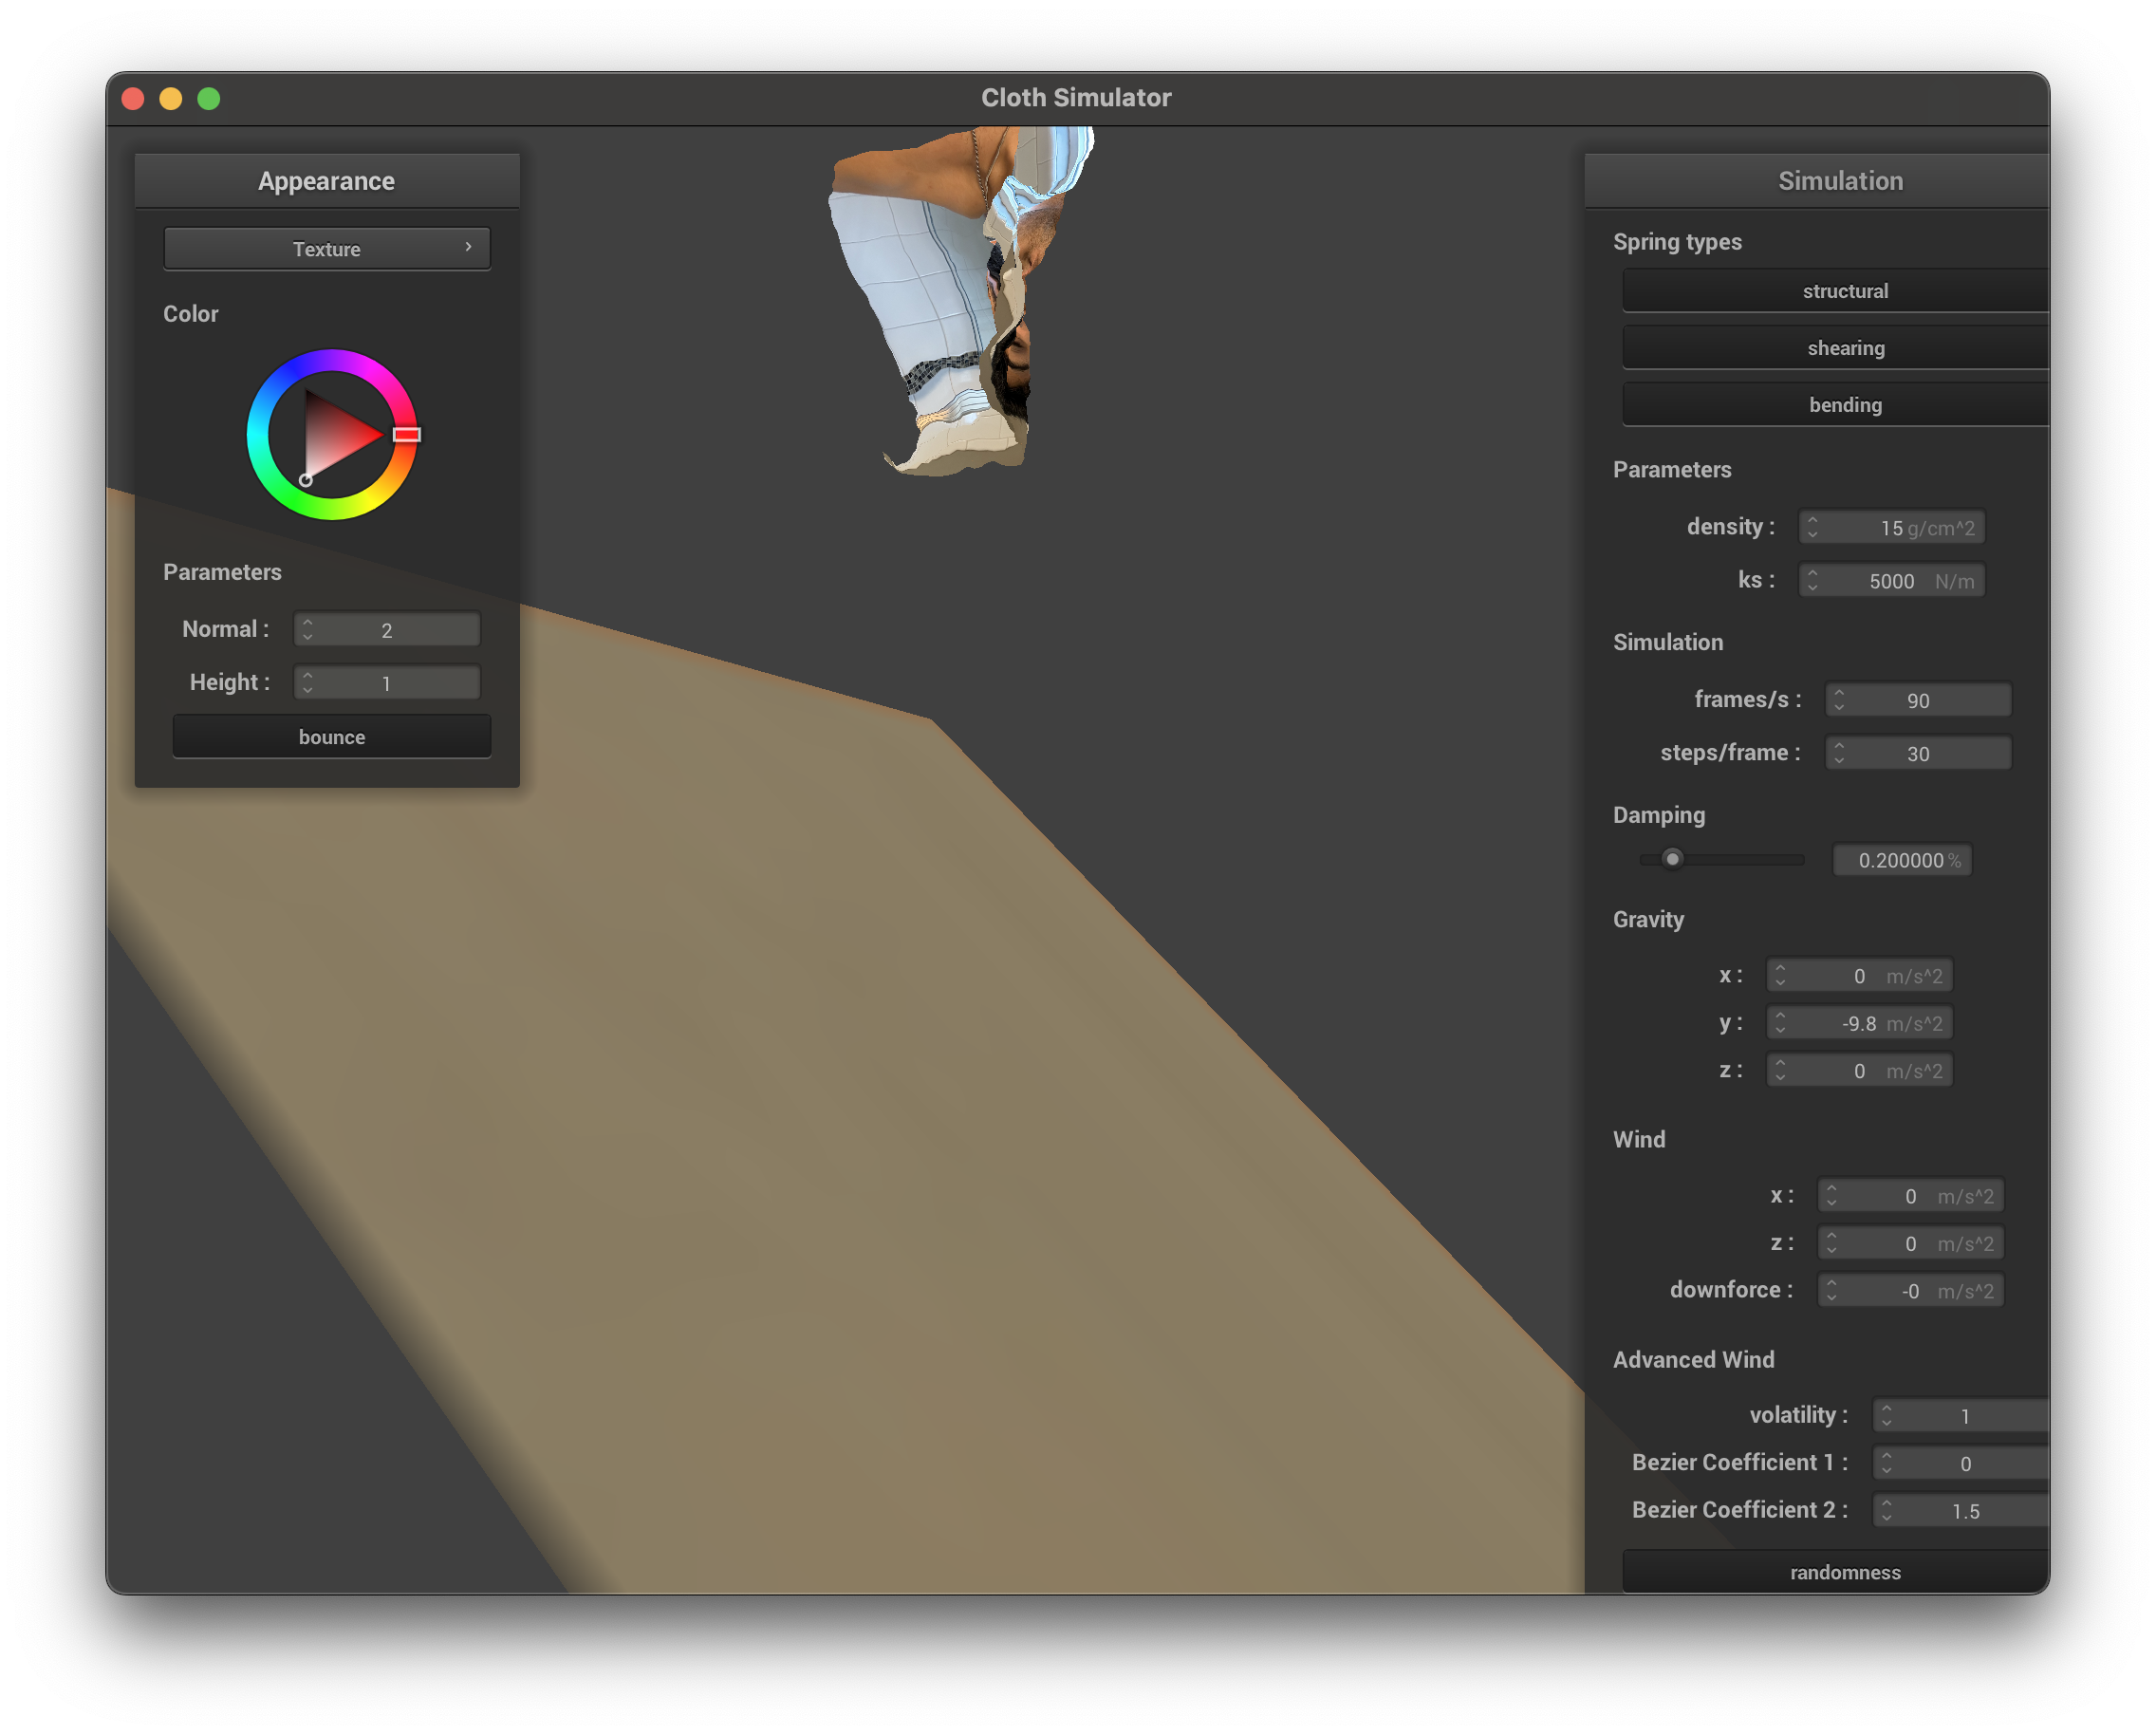 Cloth Simulator
Appearance
Texture
Color
Parameters
Normal : 2
Height : 1
bounce
Simulation
Spring types
structural
shearing
bending
Parameters
density : 15 g/cm^2
ks : 5000 N/m
Simulation
frames/s : 90
steps/frame : 30
Damping
0.200000 %
Gravity
x : 0 m/s^2
y : -9.8 m/s^2
z : 0 m/s^2
Wind
x : 0 m/s^2
z : 0 m/s^2
downforce : -0 m/s^2
Advanced Wind
volatility : 1
Bezier Coefficient 1 : 0
Bezier Coefficient 2 : 1.5
randomness